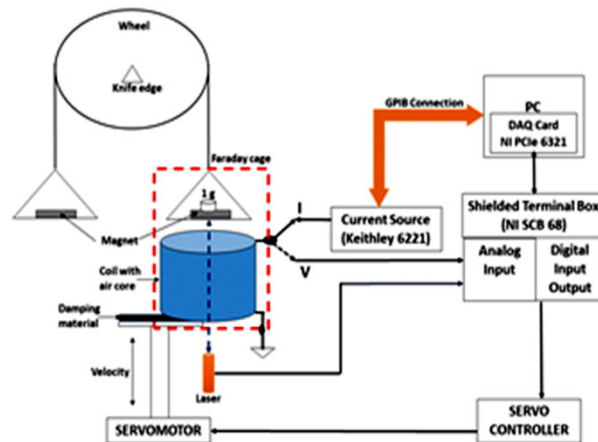 Wheel
Knife edge
GPIB Connection
PC
DAQ Card
NI PCIe 6321
Faraday cage
1 g
I
Magnet
Current Source
(Keithley 6221)
Shielded Terminal Box
(NI SCB 68)
V
Analog
Input
Digital
Input
Output
Coil with
air core
Damping
material
Velocity
Laser
SERVOMOTOR
SERVO
CONTROLLER